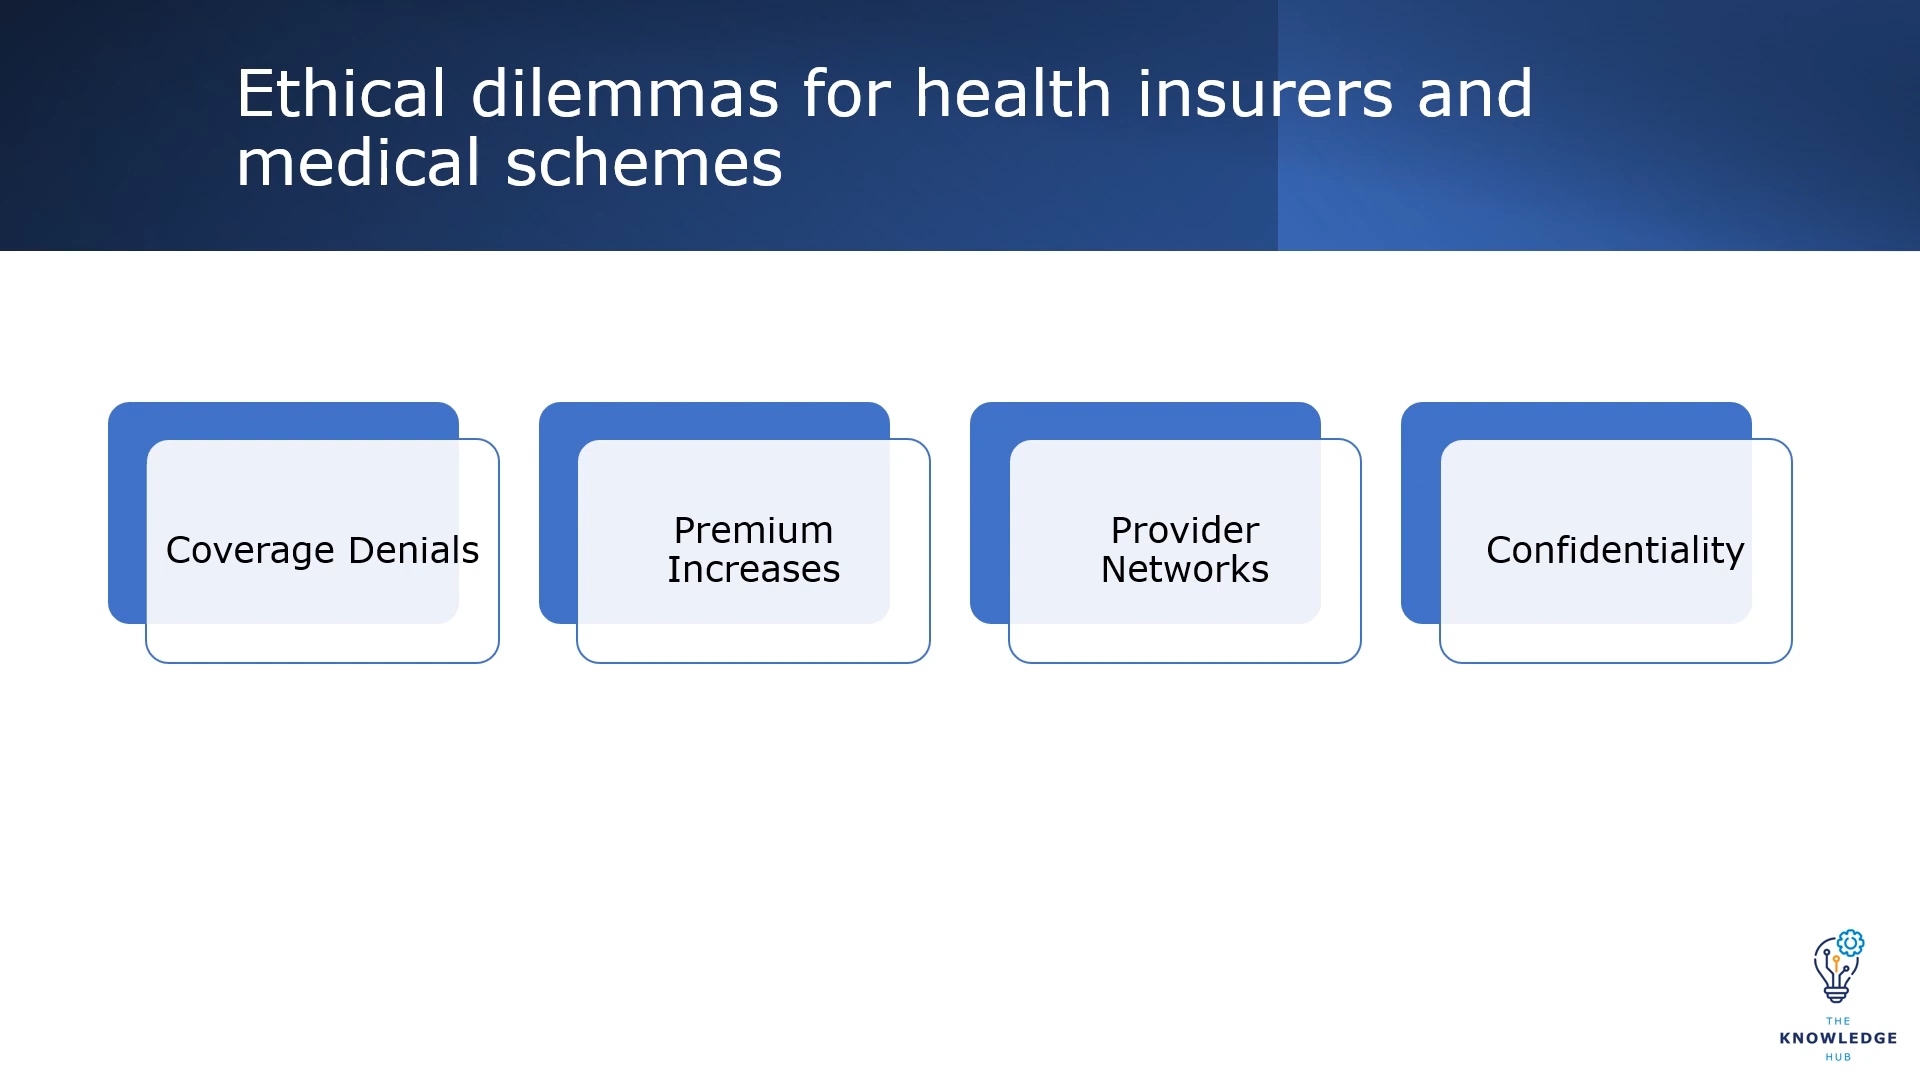 Ethical dilemmas for health insurers and
medical schemes
Coverage Denials
Premium
Increases
Provider
Networks
Confidentiality
THE
KNOWLEDGE
HUB